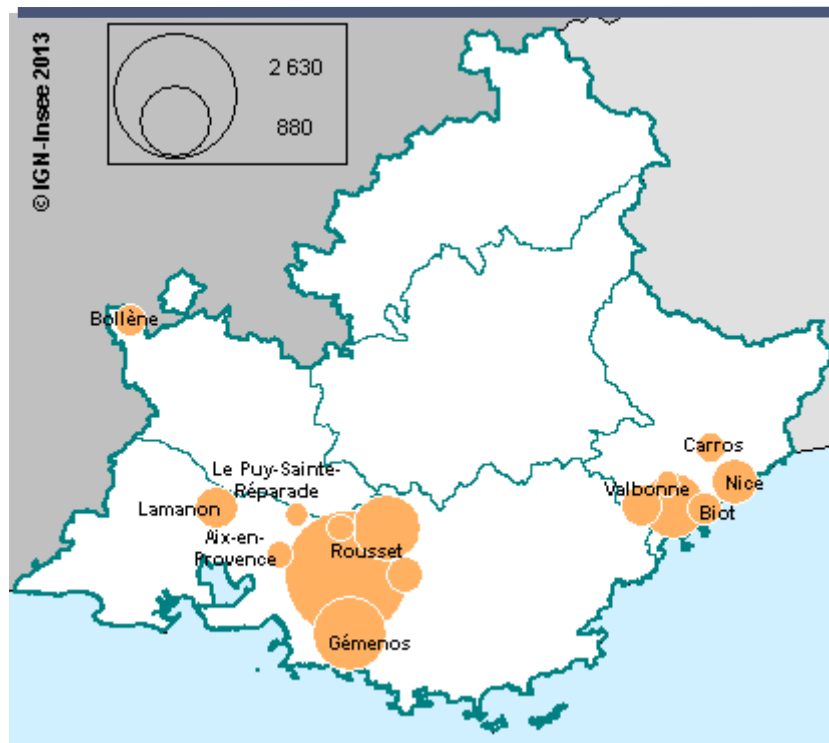 © IGN-Insee 2013
2 630
880
Bollène
Carros
Le Puy-Sainte-
Réparade
Nice
Valbonne
Lamanon
Biot
Aix-en-
Provence
Rousset
Gémenos